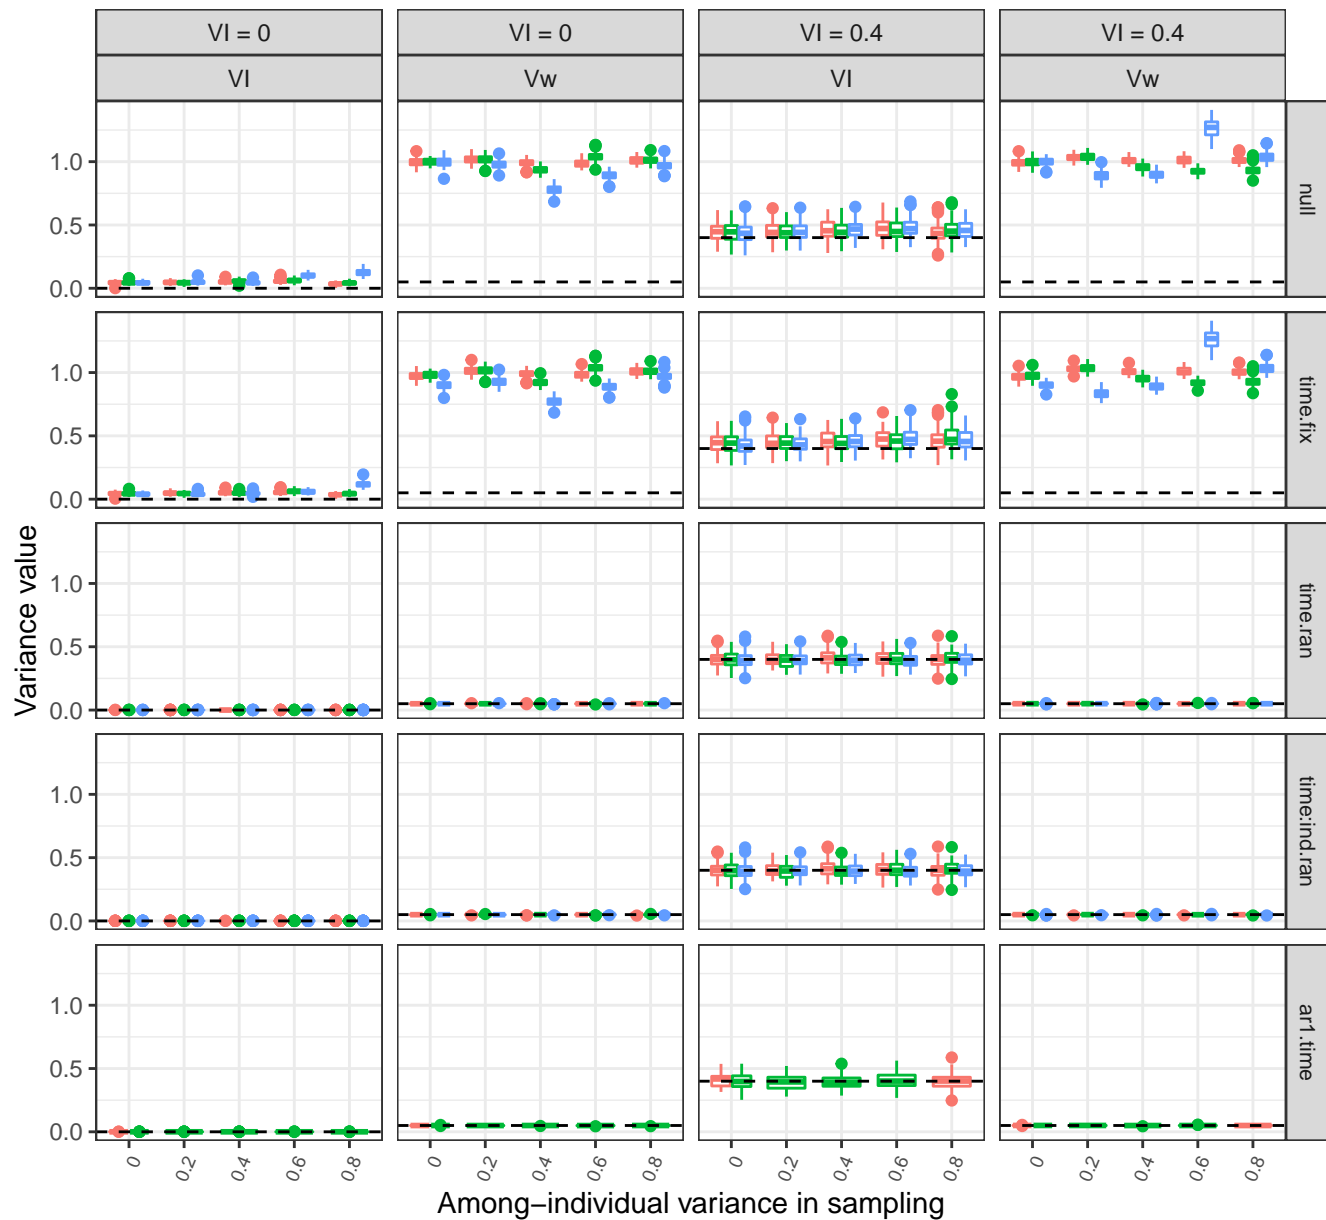 VI = 0 VI = 0 VI = 0.4 VI = 0.4
VI Vw VI Vw
1.0
0.5
0.0
null
1.0
0.5
0.0
time.fix
1.0
0.5
0.0
time.ran
1.0
0.5
0.0
time:ind.ran
1.0
0.5
0.0
ar1.time
Variance value
0 0.2 0.4 0.6 0.8 0 0.2 0.4 0.6 0.8 0 0.2 0.4 0.6 0.8 0 0.2 0.4 0.6 0.8
Among−individual variance in sampling